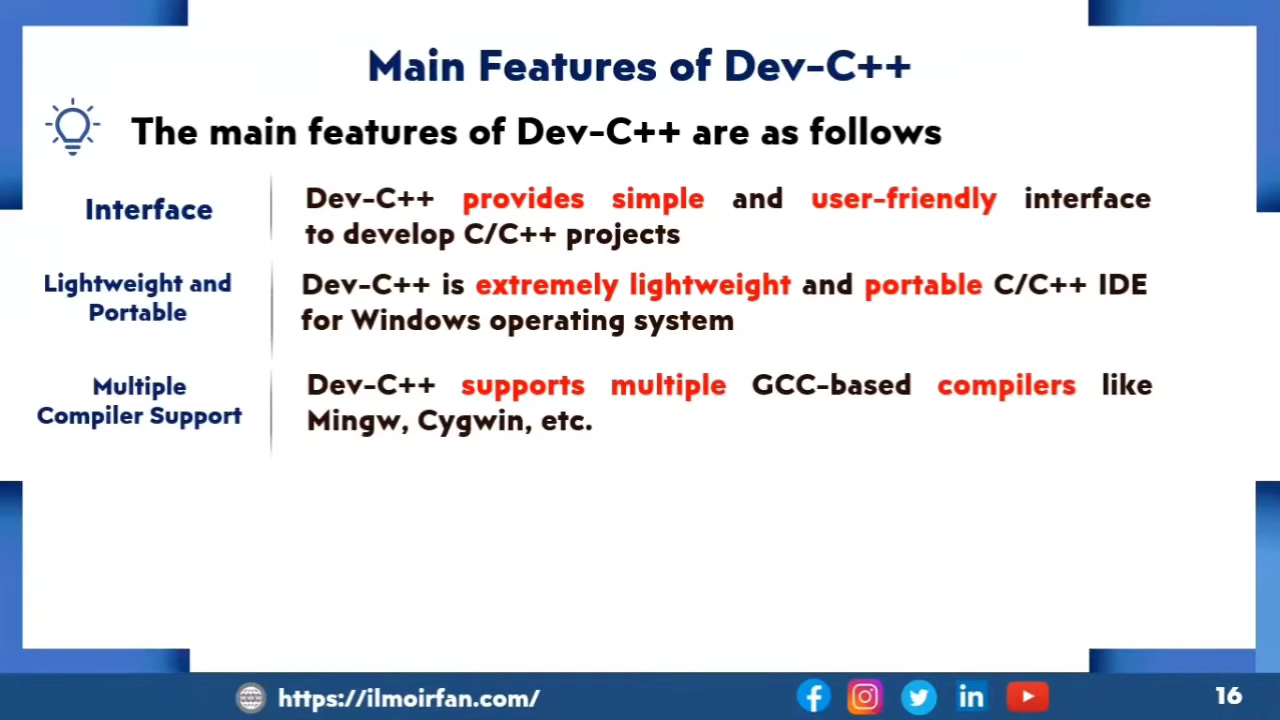 Main Features of Dev-C++
The main features of Dev-C++ are as follows
Interface
Dev-C++ provides simple and user-friendly interface
to develop C/C++ projects
Lightweight and
Portable
Dev-C++ is extremely lightweight and portable C/C++ IDE
for Windows operating system
Multiple
Compiler Support
Dev-C++ supports multiple GCC-based compilers like
Mingw, Cygwin, etc.
https://ilmoirfan.com/
16